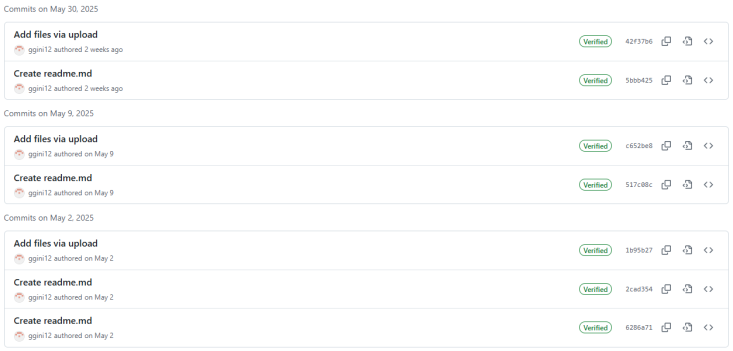 Commits on May 30, 2025
Add files via upload
ggini12 authored 2 weeks ago
Verified
42f37b6
Create readme.md
ggini12 authored 2 weeks ago
Verified
5bbb425
Commits on May 9, 2025
Add files via upload
ggini12 authored on May 9
Verified
c652be8
Create readme.md
ggini12 authored on May 9
Verified
517c08c
Commits on May 2, 2025
Add files via upload
ggini12 authored on May 2
Verified
1b95b27
Create readme.md
ggini12 authored on May 2
Verified
2cad354
Create readme.md
ggini12 authored on May 2
Verified
6286a71